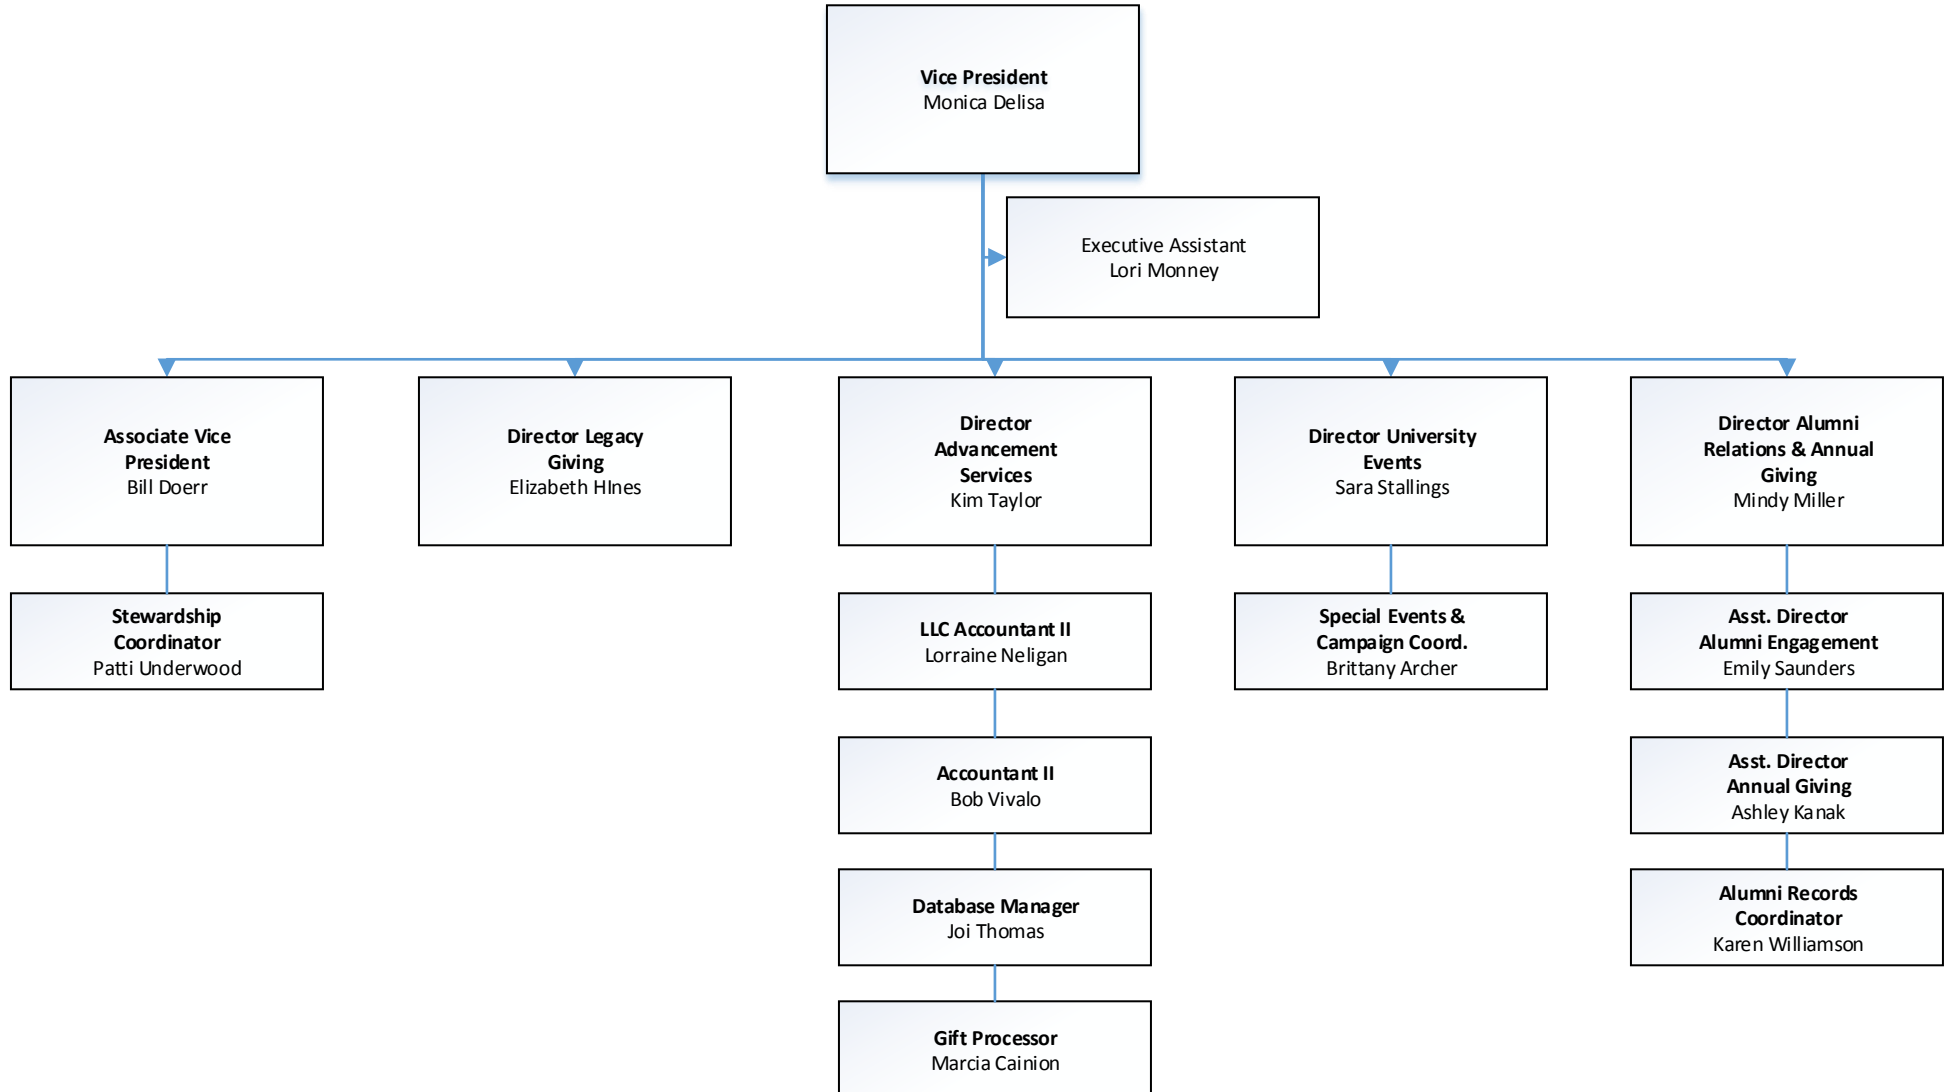 Vice President
Monica Delisa
Executive Assistant
Lori Monney
Associate Vice
President
Bill Doerr
Director Legacy
Giving
Elizabeth HInes
Director
Advancement
Services
Kim Taylor
Director University
Events
Sara Stallings
Director Alumni
Relations & Annual
Giving
Mindy Miller
Stewardship
Coordinator
Patti Underwood
LLC Accountant II
Lorraine Neligan
Special Events &
Campaign Coord.
Brittany Archer
Asst. Director
Alumni Engagement
Emily Saunders
Accountant II
Bob Vivalo
Asst. Director
Annual Giving
Ashley Kanak
Database Manager
Joi Thomas
Alumni Records
Coordinator
Karen Williamson
Gift Processor
Marcia Cainion